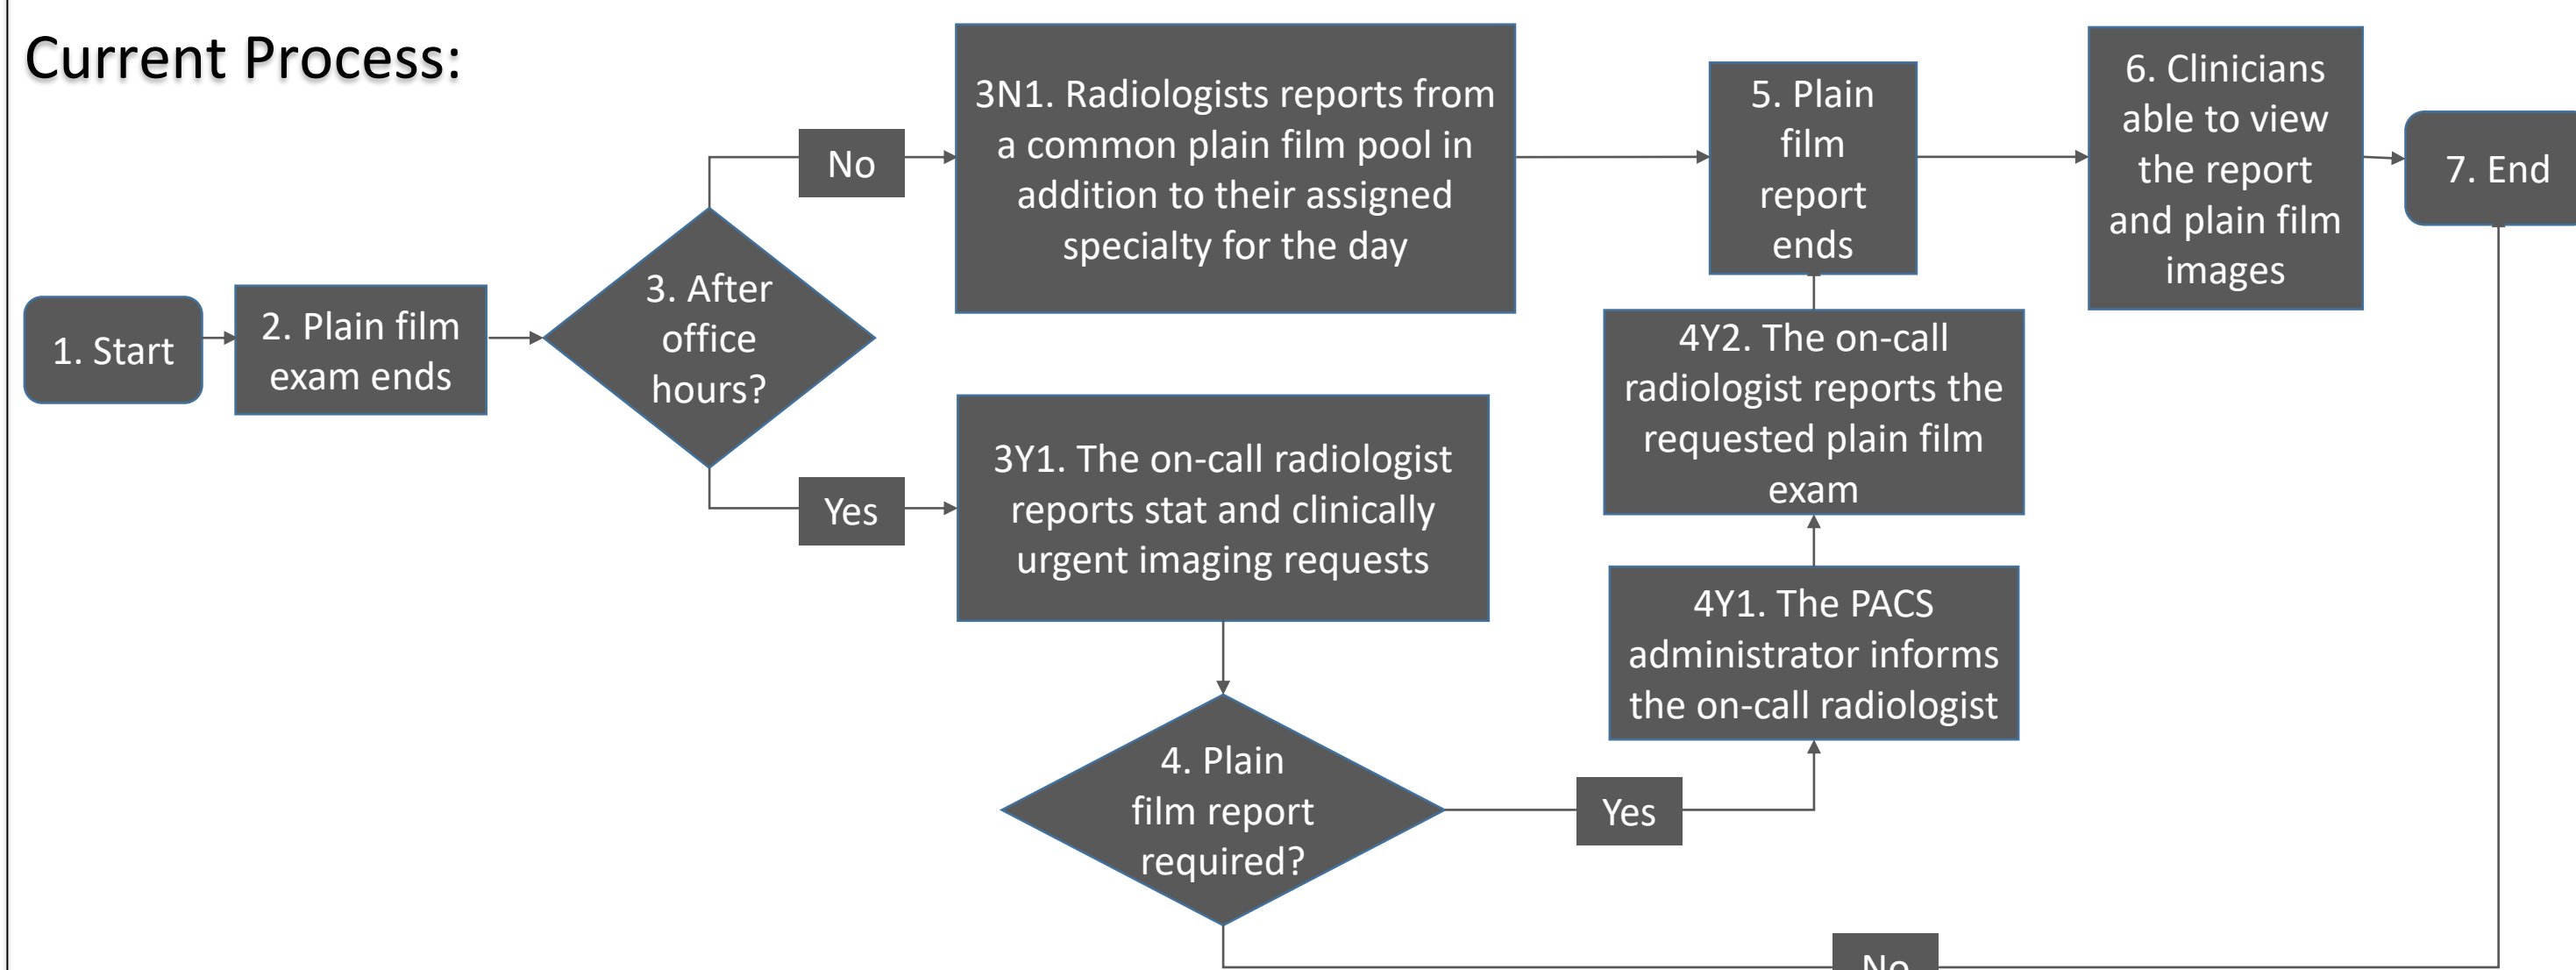 Current Process:
1. Start
2. Plain film
exam ends
3. After
office
hours?
No
3N1. Radiologists reports from
a common plain film pool in
addition to their assigned
specialty for the day
Yes
3Y1. The on-call radiologist
reports stat and clinically
urgent imaging requests
4. Plain
film report
required?
Yes
4Y1. The PACS
administrator informs
the on-call radiologist
4Y2. The on-call
radiologist reports the
requested plain film
exam
5. Plain
film
report
ends
6. Clinicians
able to view
the report
and plain film
images
7. End
No